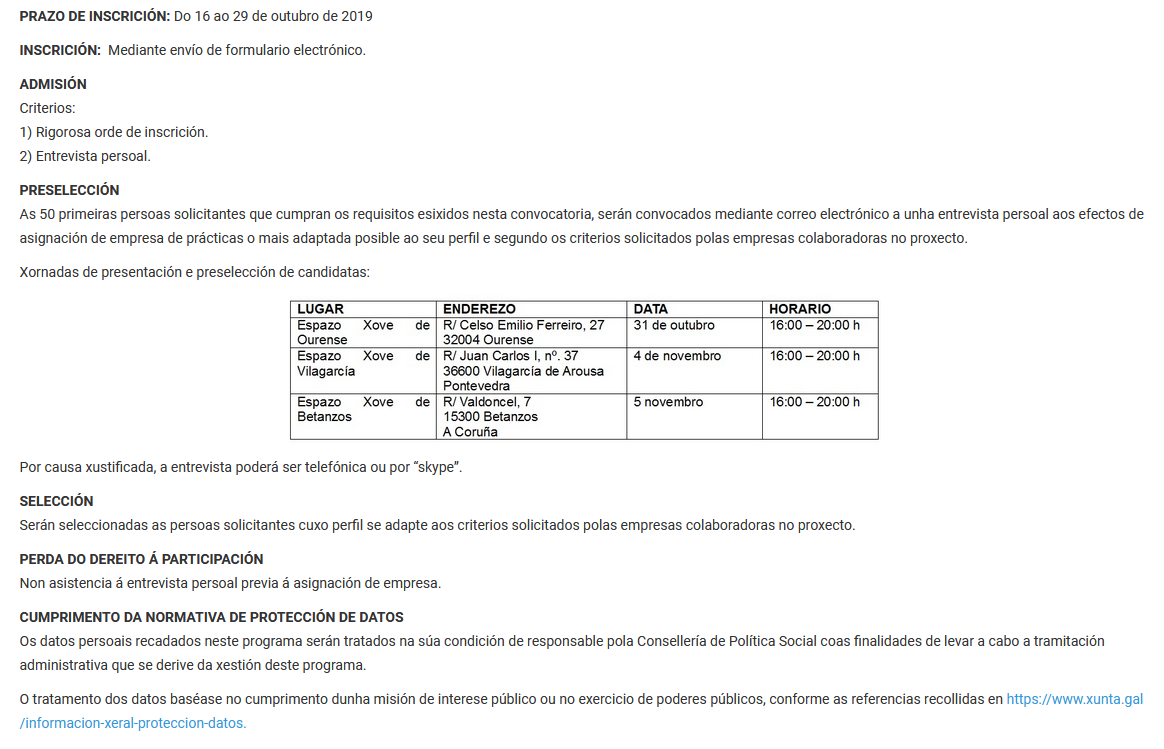 PRAZO DE INSCRICIÓN: Do 16 ao 29 de outubro de 2019
INSCRICIÓN: Mediante envío de formulario electrónico.
ADMISIÓN
Criterios:
1) Rigorosa orde de inscrición.
2) Entrevista persoal.
PRESELECCIÓN
As 50 primeiras persoas solicitantes que cumpran os requisitos esixidos nesta convocatoria, serán convocados mediante correo electrónico a unha entrevista persoal aos efectos de
asignación de empresa de prácticas o mais adaptada posible ao seu perfil e segundo os criterios solicitados polas empresas colaboradoras no proxecto.
Xornadas de presentación e preselección de candidatas:
LUGAR ENDEREZO DATA HORARIO
Espazo Xove de R/ Celso Emilio Ferreiro, 27 31 de outubro 16:00 – 20:00 h
Ourense 32004 Ourense
Espazo Xove de R/ Juan Carlos I, nº. 37 4 de novembro 16:00 – 20:00 h
Vilagarcía 36600 Vilagarcía de Arousa
Pontevedra
Espazo Xove de R/ Valdoncel, 7 5 novembro 16:00 – 20:00 h
Betanzos 15300 Betanzos
A Coruña
Por causa xustificada, a entrevista poderá ser telefónica ou por “skype”.
SELECCIÓN
Serán seleccionadas as persoas solicitantes cuxo perfil se adapte aos criterios solicitados polas empresas colaboradoras no proxecto.
PERDA DO DEREITO Á PARTICIPACIÓN
Non asistencia á entrevista persoal previa á asignación de empresa.
CUMPRIMENTO DA NORMATIVA DE PROTECCIÓN DE DATOS
Os datos persoais recadados neste programa serán tratados na súa condición de responsable pola Consellería de Política Social coas finalidades de levar a cabo a tramitación
administrativa que se derive da xestión deste programa.
O tratamento dos datos baséase no cumprimento dunha misión de interese público ou no exercicio de poderes públicos, conforme as referencias recollidas en https://www.xunta.gal
/informacion-xeral-proteccion-datos.